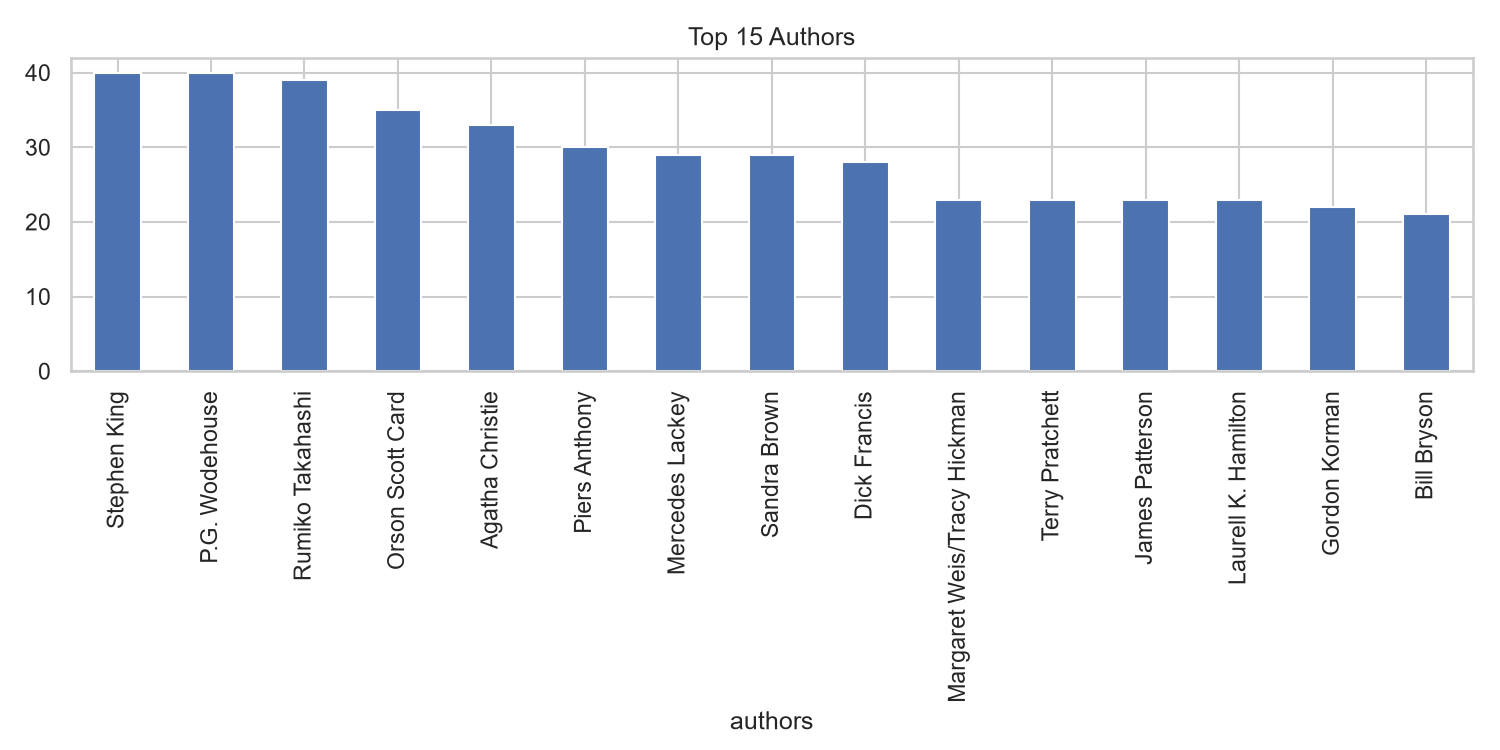 Top 15 Authors
40
30
20
10
0
Stephen King
P.G. Wodehouse
Rumiko Takahashi
Orson Scott Card
Agatha Christie
Piers Anthony
Mercedes Lackey
Sandra Brown
Dick Francis
Margaret Weis/Tracy Hickman
Terry Pratchett
James Patterson
Laurell K. Hamilton
Gordon Korman
Bill Bryson
authors